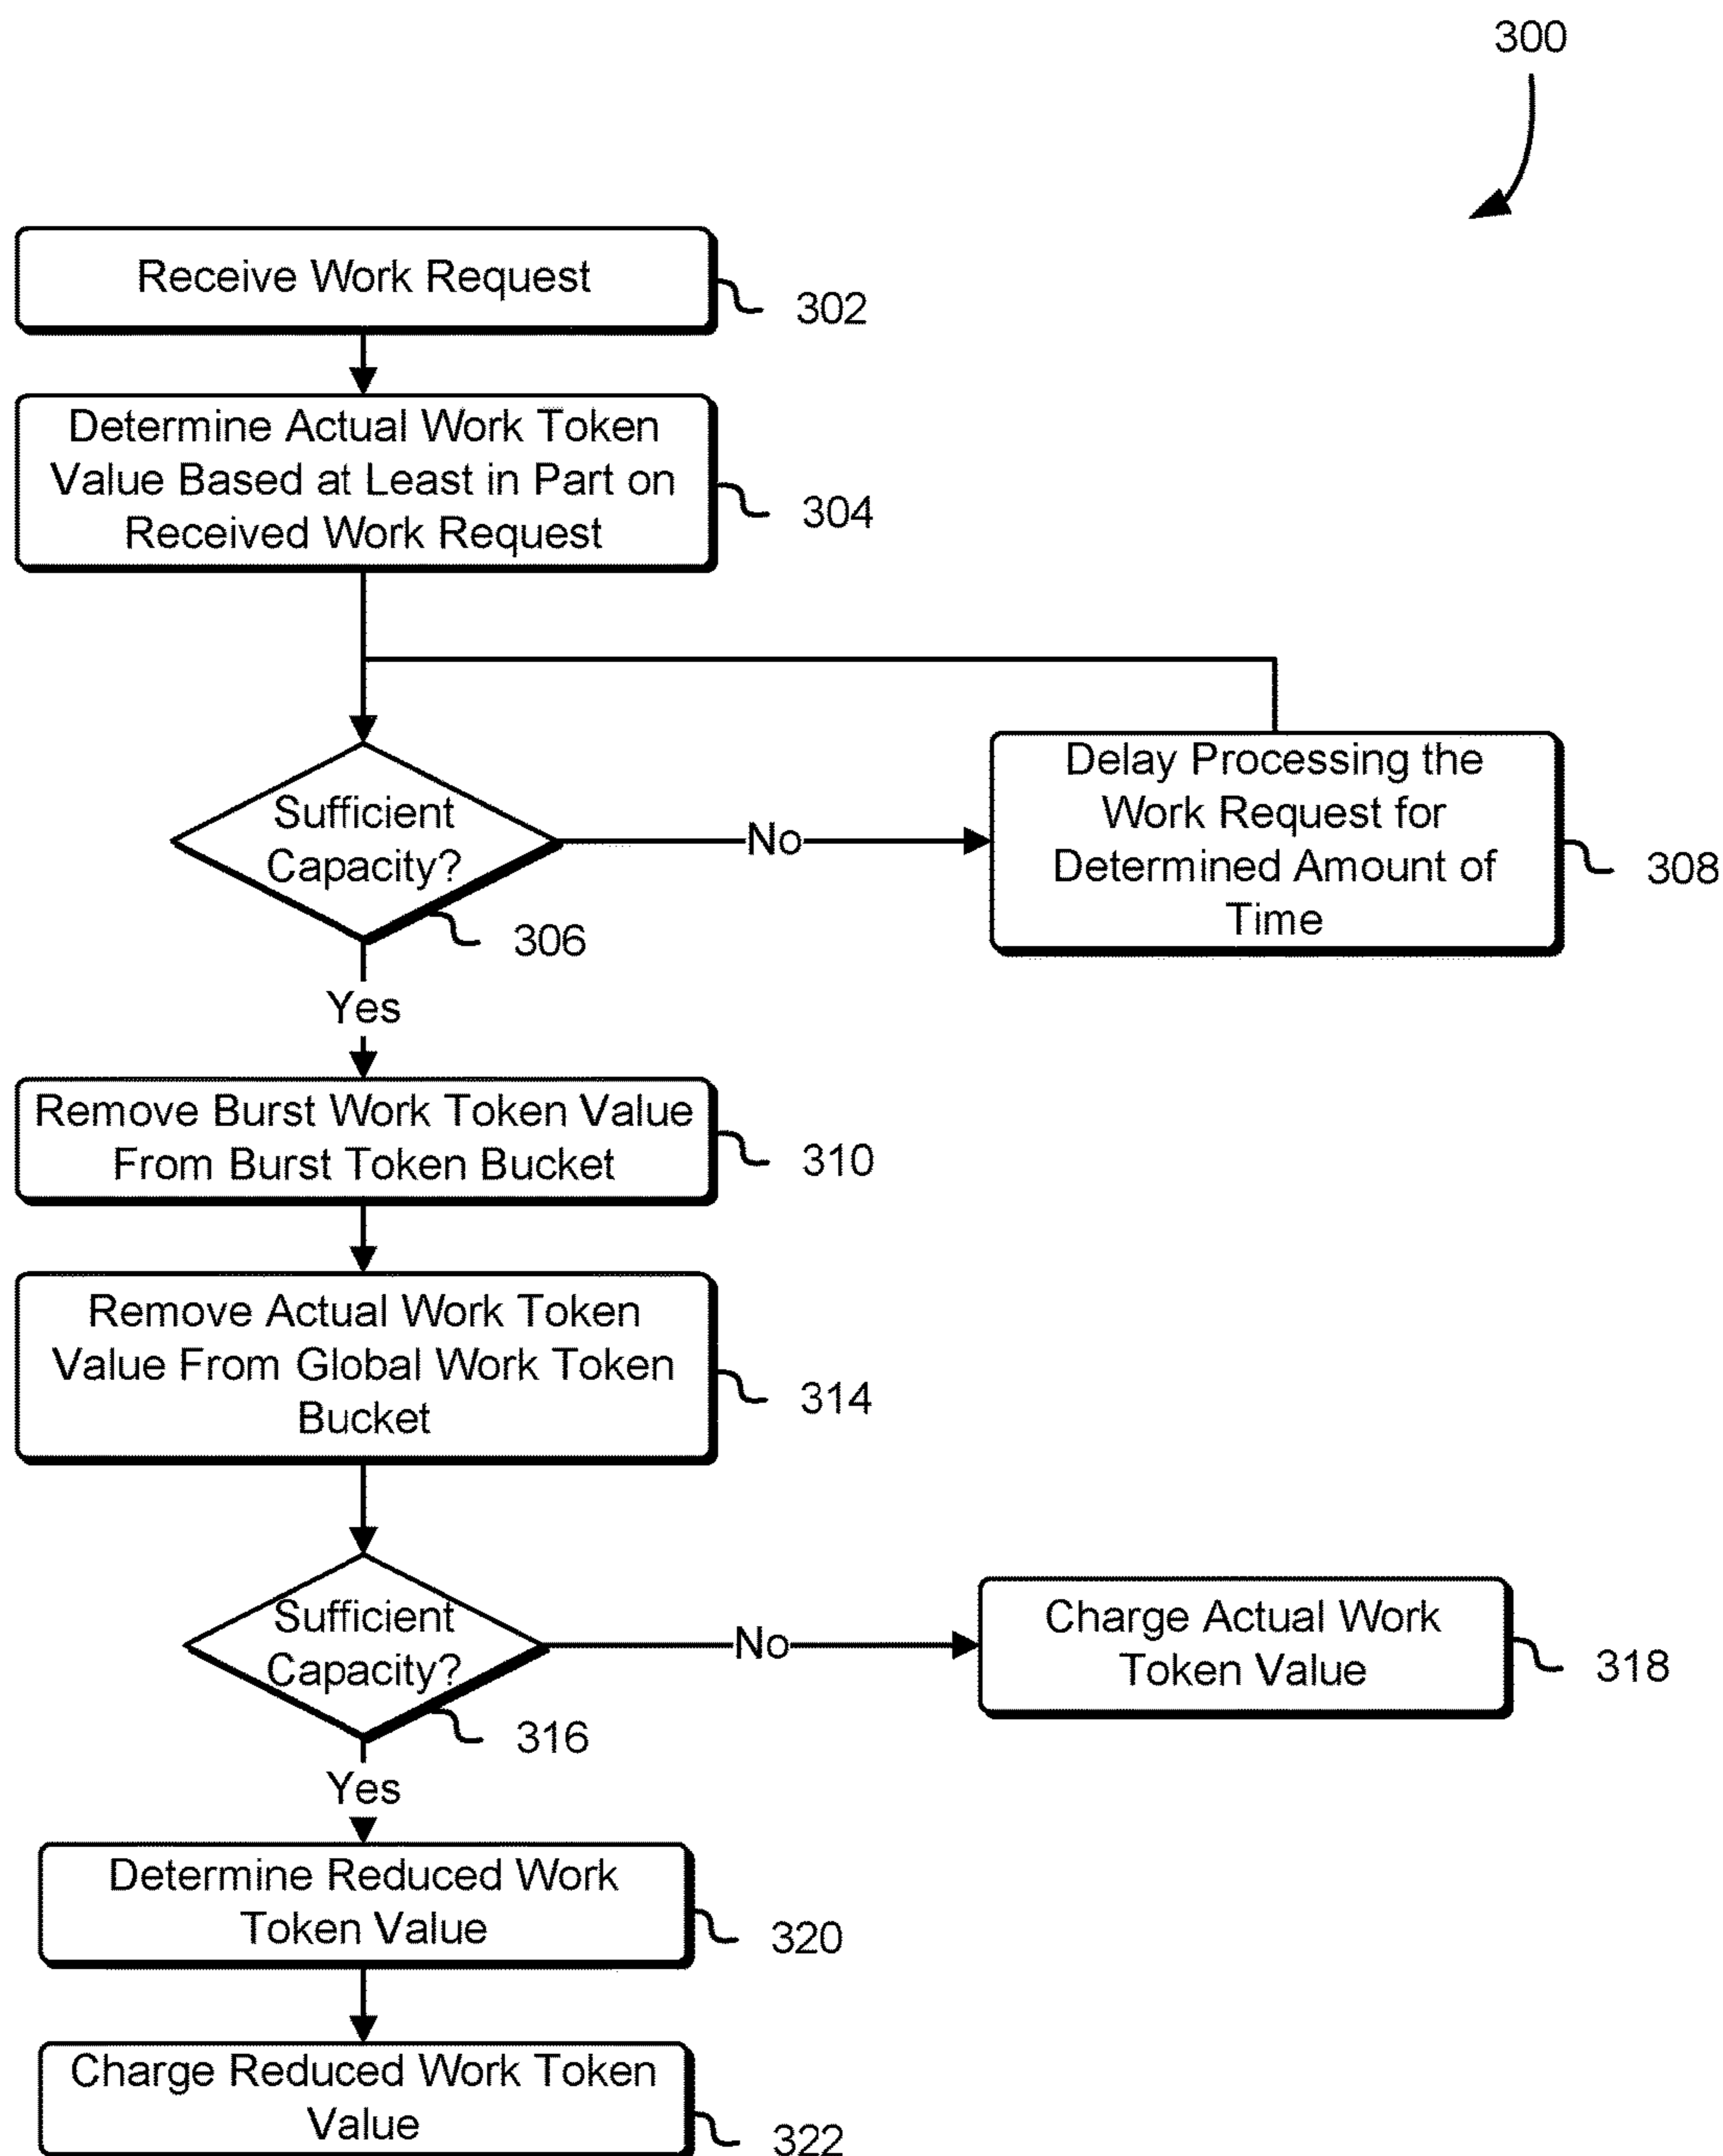 300
Receive Work Request
302
Determine Actual Work Token
Value Based at Least in Part on
Received Work Request
304
Sufficient
Capacity?
306
No
Delay Processing the
Work Request for
Determined Amount of
Time
308
Yes
Remove Burst Work Token Value
From Burst Token Bucket
310
Remove Actual Work Token
Value From Global Work Token
Bucket
314
Sufficient
Capacity?
316
No
Charge Actual Work
Token Value
318
Yes
Determine Reduced Work
Token Value
320
Charge Reduced Work Token
Value
322